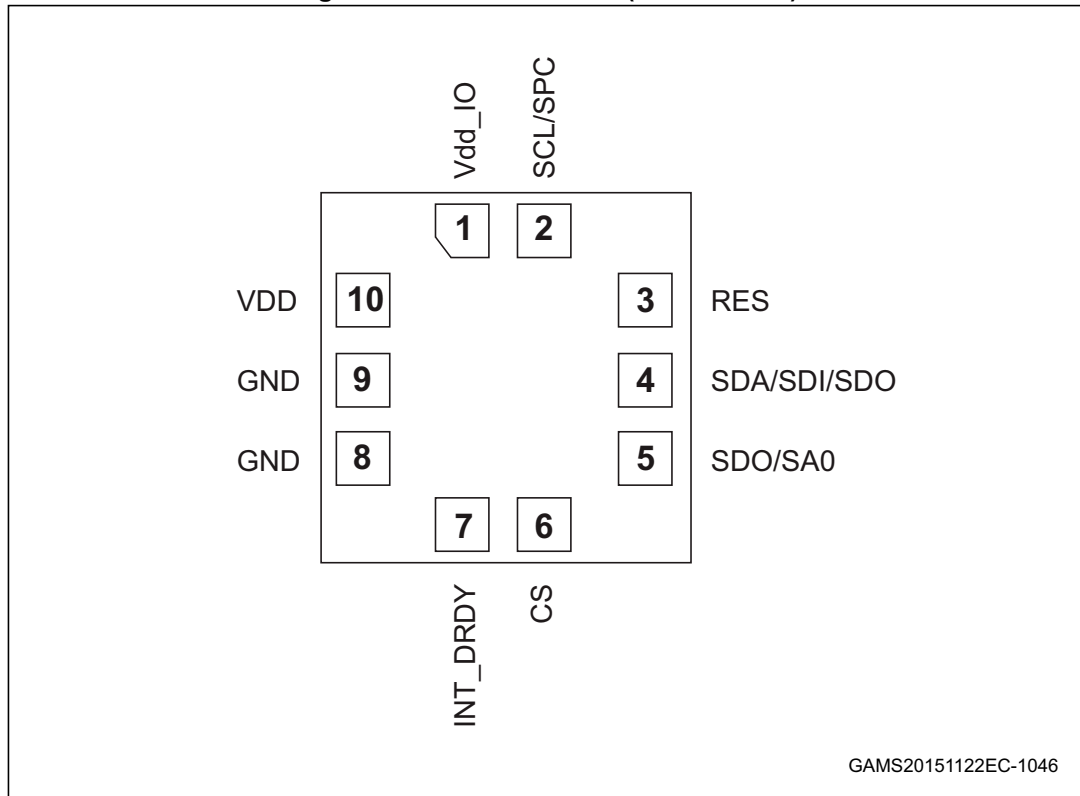 Vdd_IO
SCL/SPC
1
2
VDD
10
3
RES
GND
9
4
SDA/SDI/SDO
GND
8
5
SDO/SA0
7
6
INT_DRDY
CS
GAMS20151122EC-1046